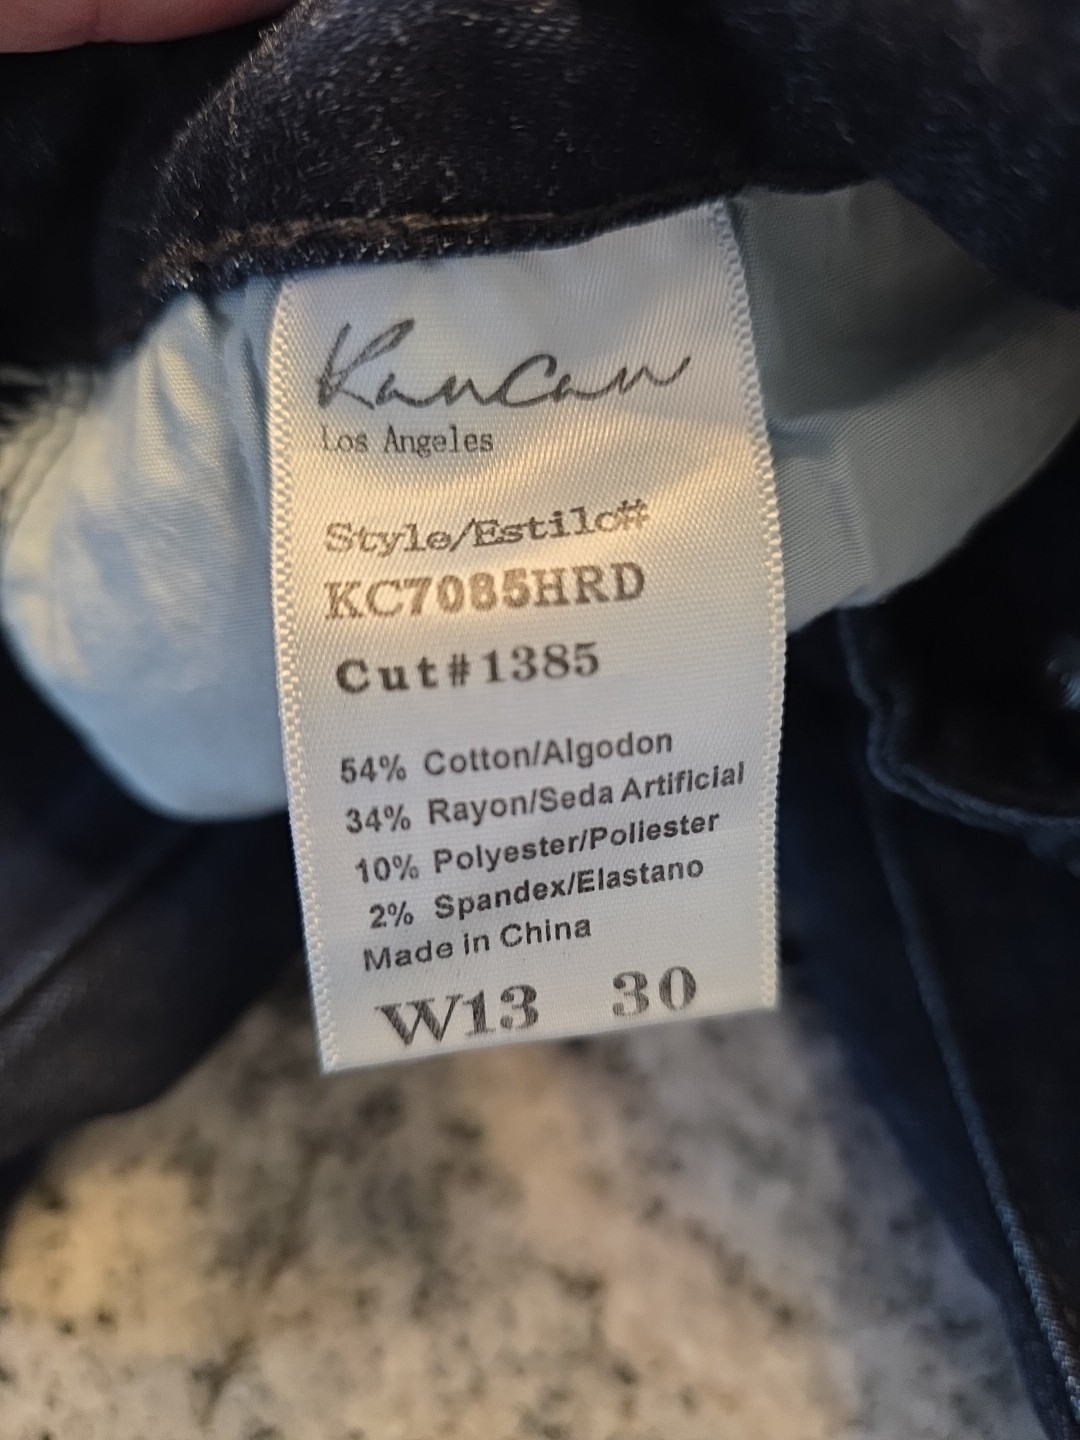 KanCan
Los Angeles
Style/Estilo#
KC7085HRD
Cut#1385
54% Cotton/Algodon
34% Rayon/Seda Artificial
10% Polyester/Poliester
2% Spandex/Elastano
Made in China
W13 30